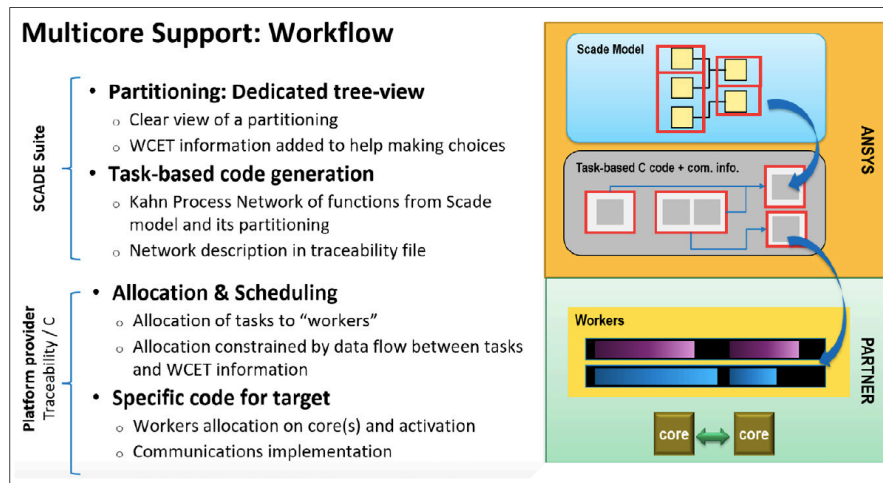 Multicore Support: Workflow
SCADE Suite
• Partitioning: Dedicated tree-view
o Clear view of a partitioning
o WCET information added to help making choices
• Task-based code generation
o Kahn Process Network of functions from Scade
model and its partitioning
o Network description in traceability file
Platform provider
Traceability / C
• Allocation & Scheduling
o Allocation of tasks to “workers”
o Allocation constrained by data flow between tasks
and WCET information
• Specific code for target
o Workers allocation on core(s) and activation
o Communications implementation
Scade Model
Task-based C code + com. info.
ANSYS
Workers
PARTNER
core
core